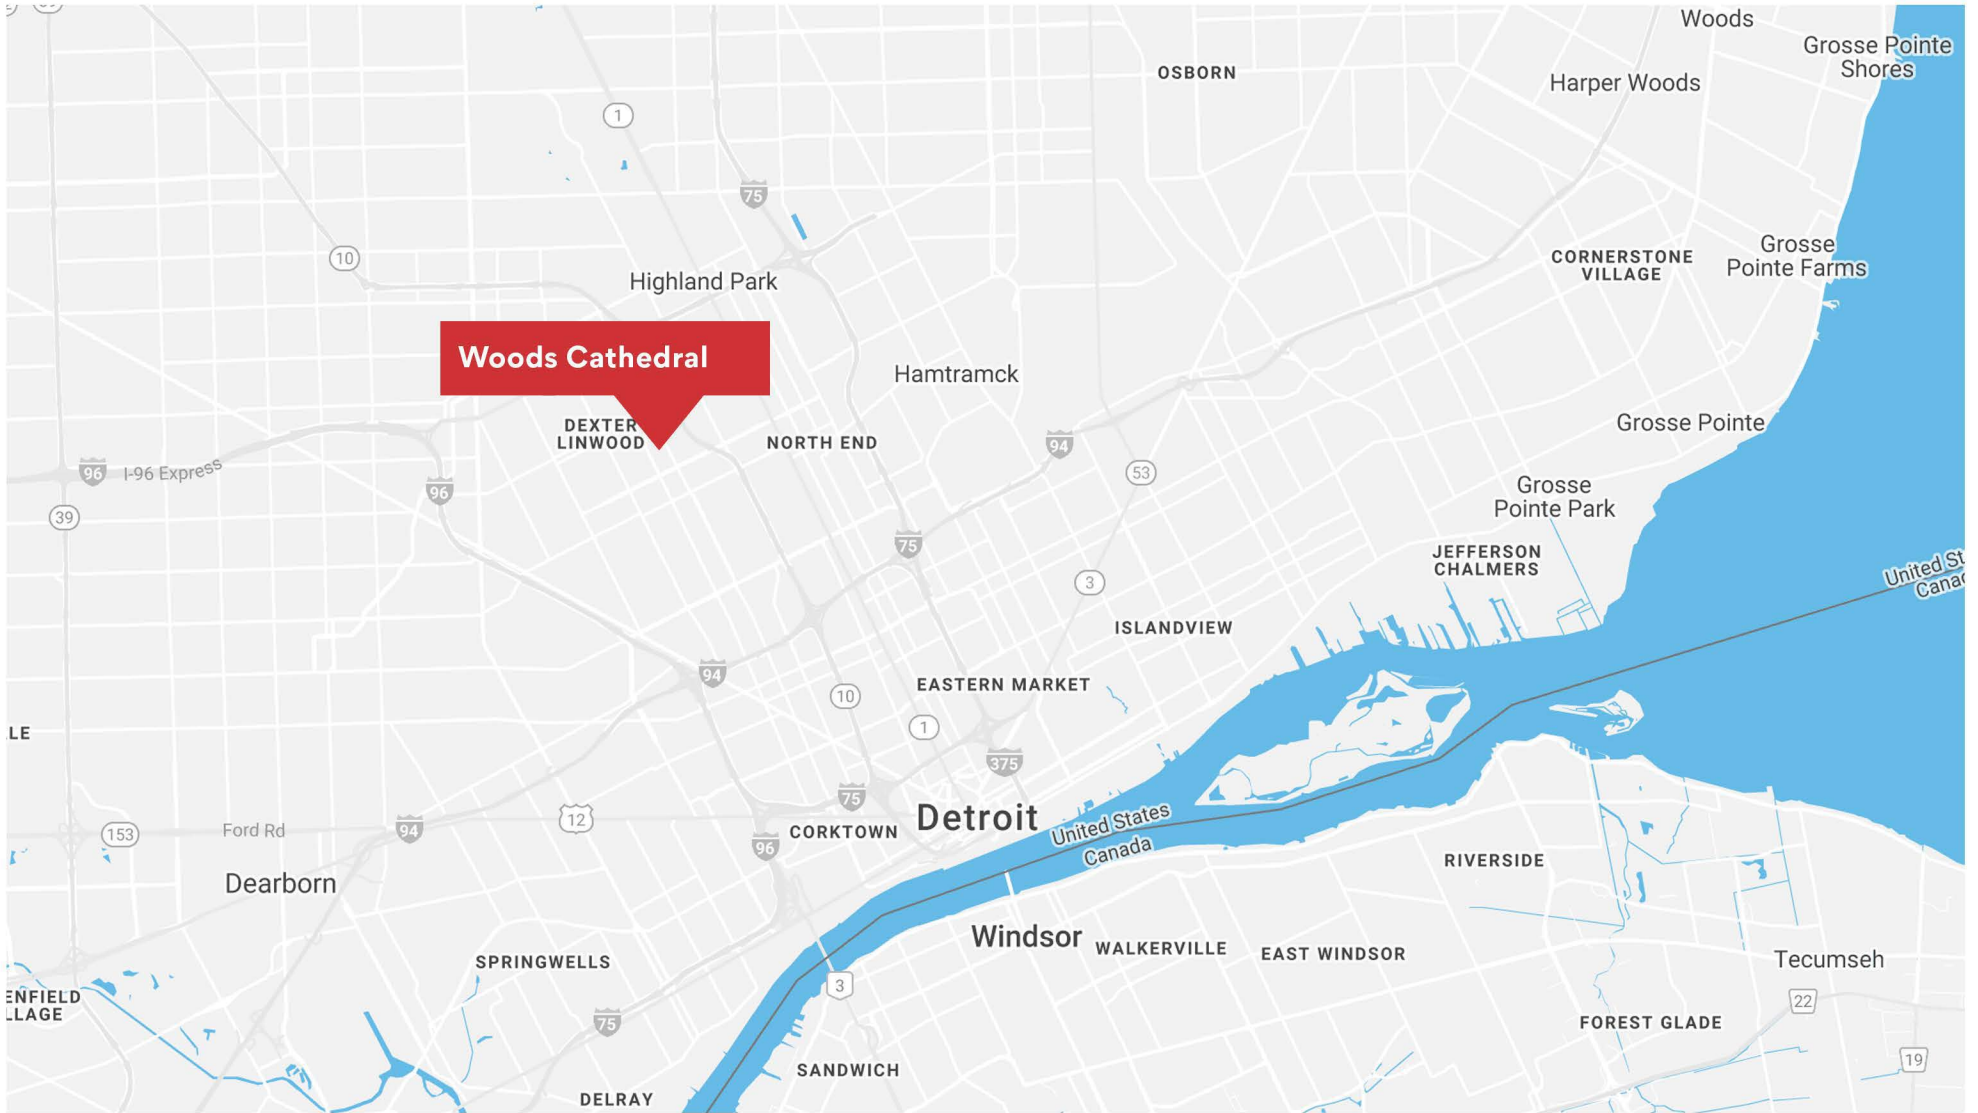 Woods
Grosse Pointe
Shores
OSBORN
Harper Woods
1
75
CORNERSTONE
VILLAGE
Grosse
Pointe Farms
10
Highland Park
Woods Cathedral
Hamtramck
DEXTER
LINWOOD
NORTH END
94
Grosse Pointe
96
I-96 Express
96
53
39
Grosse
Pointe Park
75
JEFFERSON
CHALMERS
United St
Canad
3
ISLANDVIEW
94
EASTERN MARKET
10
1
LE
375
75
Detroit
12
153
Ford Rd
94
96
CORKTOWN
United States
Canada
RIVERSIDE
Dearborn
Windsor
WALKERVILLE
EAST WINDSOR
SPRINGWELLS
Tecumseh
3
ENFIELD
LLAGE
22
75
FOREST GLADE
19
SANDWICH
DELRAY